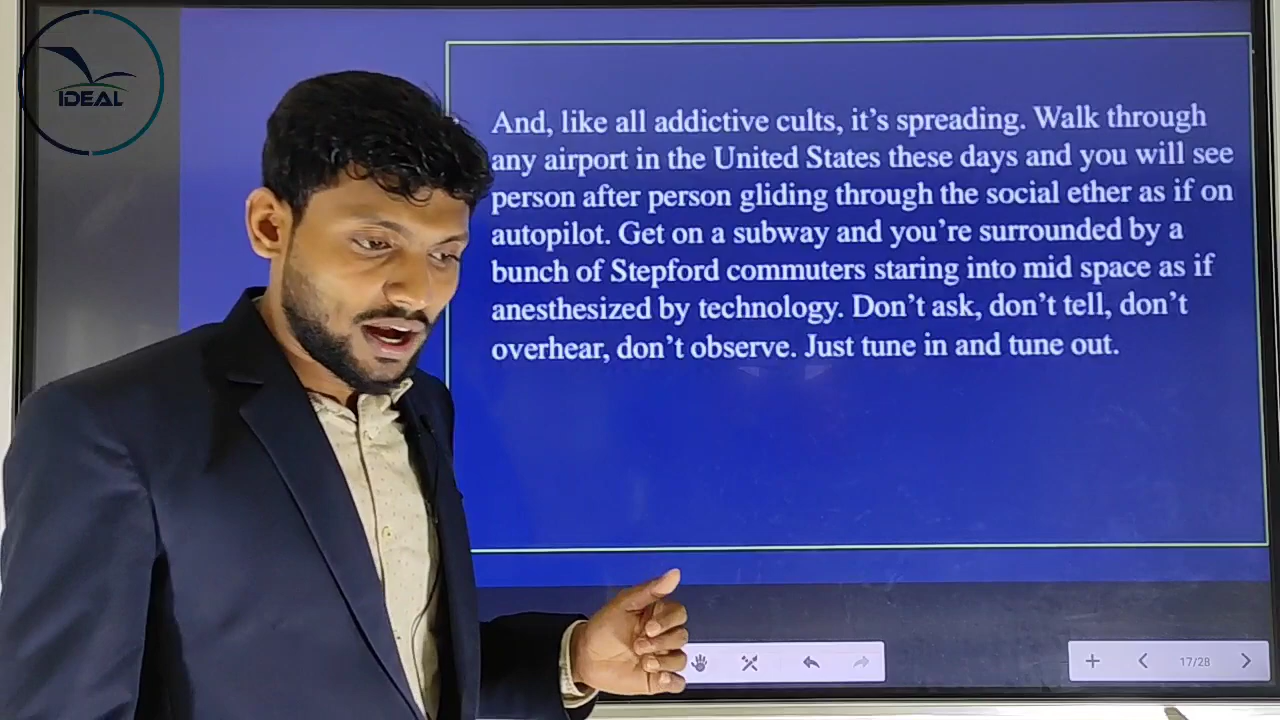 IDEAL
And, like all addictive cults, it’s spreading. Walk through
any airport in the United States these days and you will see
person after person gliding through the social ether as if on
autopilot. Get on a subway and you’re surrounded by a
bunch of Stepford commuters staring into mid space as if
anesthesized by technology. Don’t ask, don’t tell, don’t
overhear, don’t observe. Just tune in and tune out.
17/28